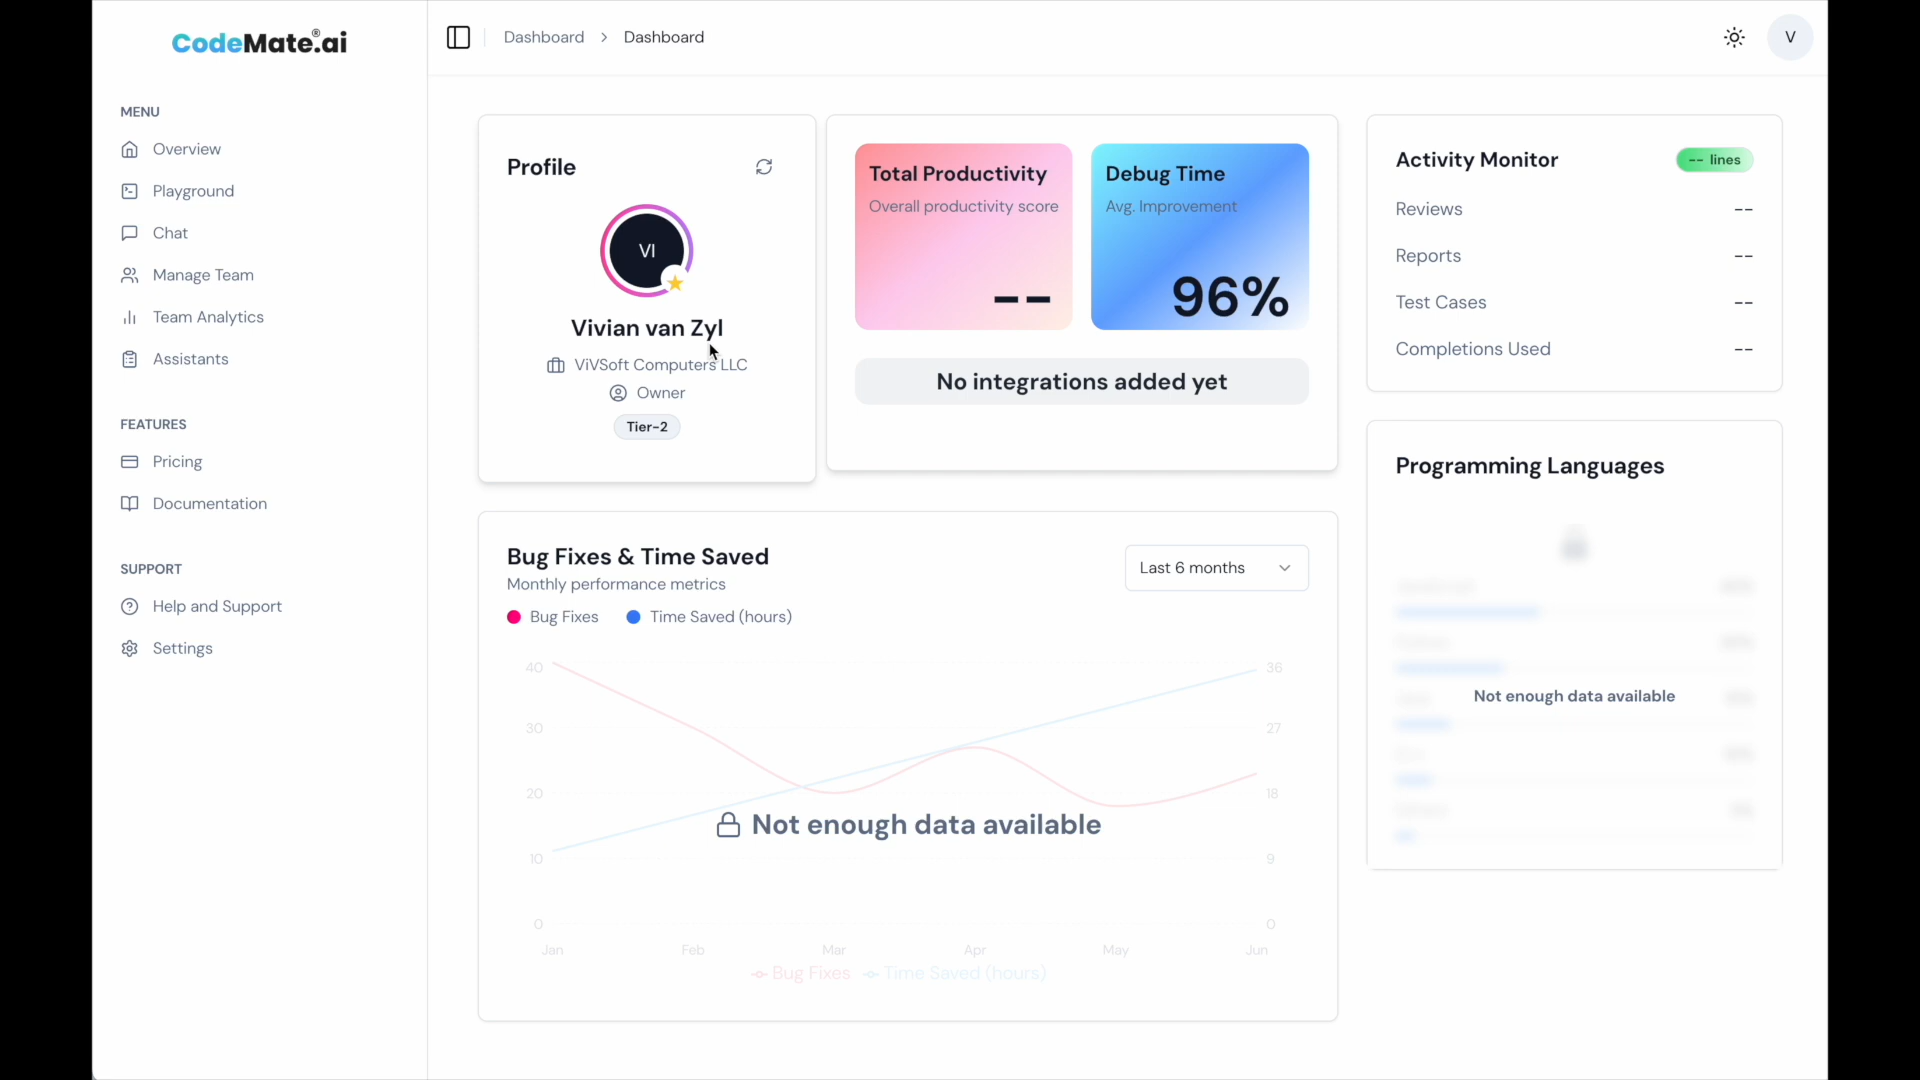 CodeMate.ai®
MENU
Overview
Playground
Chat
Manage Team
Team Analytics
Assistants
FEATURES
Pricing
Documentation
SUPPORT
Help and Support
Settings
Dashboard > Dashboard
V
Profile
VI
Vivian van Zyl
ViVSoft Computers LLC
Owner
Tier-2
Total Productivity
Overall productivity score
--
Debug Time
Avg. Improvement
96%
No integrations added yet
Activity Monitor
-- lines
Reviews --
Reports --
Test Cases --
Completions Used --
Programming Languages
Not enough data available
Bug Fixes & Time Saved
Monthly performance metrics
Last 6 months
Bug Fixes Time Saved (hours)
40 36
30 27
20 18
Not enough data available
10 9
0 0
Jan Feb Mar Apr May Jun
Bug Fixes Time Saved (hours)